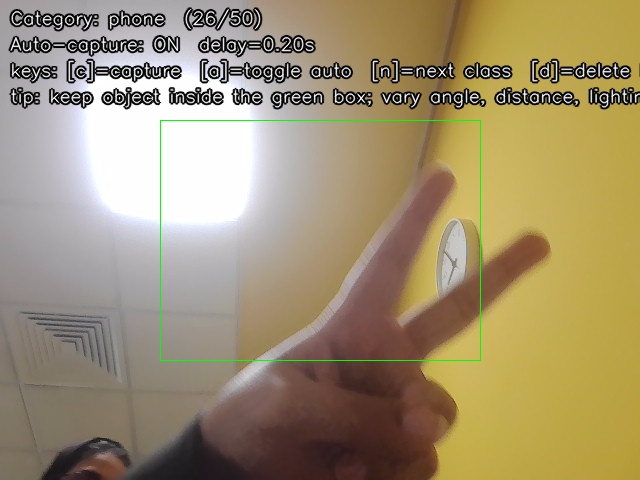 Category: phone (26/50)
Auto-capture: ON delay=0.20s
keys: [c]=capture [a]=toggle auto [n]=next class [d]=delete
tip: keep object inside the green box; vary angle, distance,